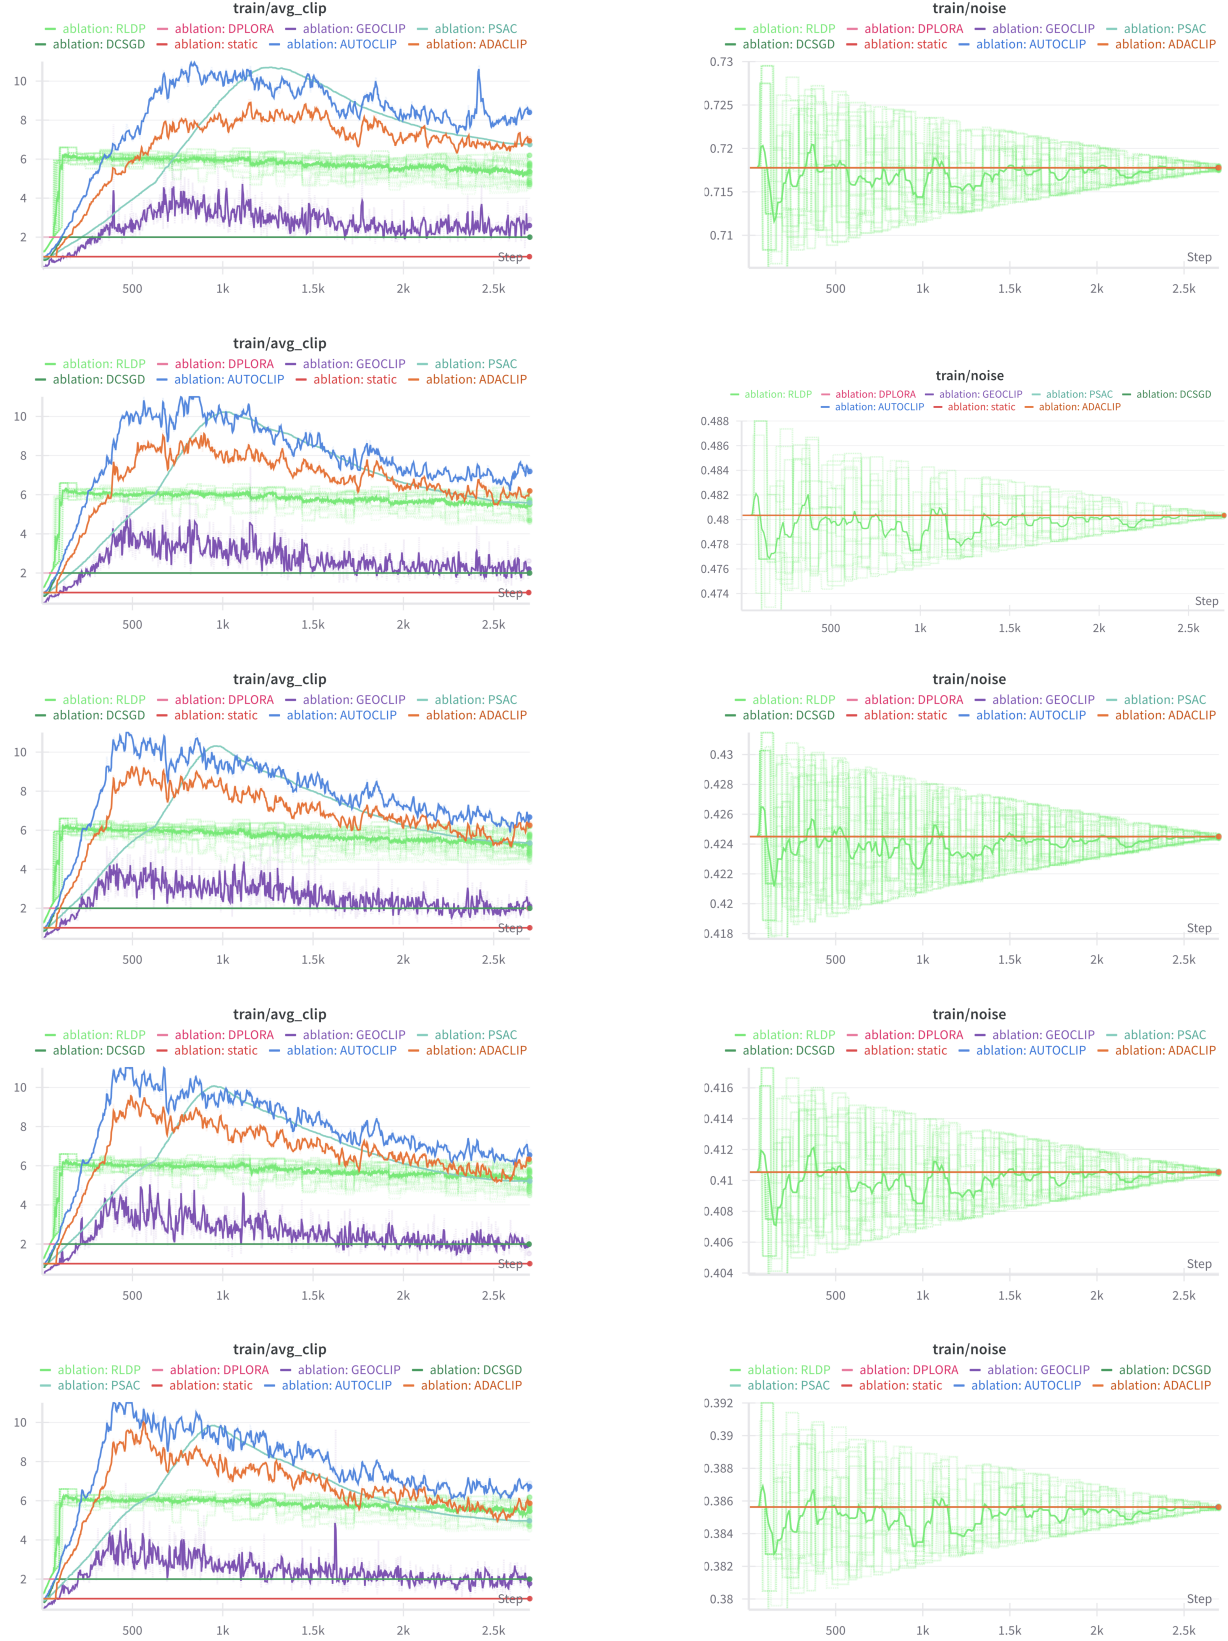 train/avg_clip
ablation: RLDP ablation: DPLORA ablation: GEOCLIP ablation: PSAC
ablation: DCSGD ablation: static ablation: AUTOCLIP ablation: ADACLIP
10
8
6
4
2
Step
500 1k 1.5k 2k 2.5k
train/noise
ablation: RLDP ablation: DPLORA ablation: GEOCLIP ablation: PSAC
ablation: DCSGD ablation: static ablation: AUTOCLIP ablation: ADACLIP
0.73
0.725
0.72
0.715
0.71
Step
500 1k 1.5k 2k 2.5k
train/avg_clip
ablation: RLDP ablation: DPLORA ablation: GEOCLIP ablation: PSAC
ablation: DCSGD ablation: AUTOCLIP ablation: static ablation: ADACLIP
10
8
6
4
2
Step
500 1k 1.5k 2k 2.5k
train/noise
ablation: RLDP ablation: DPLORA ablation: GEOCLIP ablation: PSAC ablation: DCSGD
ablation: AUTOCLIP ablation: static ablation: ADACLIP
0.488
0.486
0.484
0.482
0.48
0.478
0.476
0.474
Step
500 1k 1.5k 2k 2.5k
train/avg_clip
ablation: RLDP ablation: DPLORA ablation: GEOCLIP ablation: PSAC
ablation: DCSGD ablation: static ablation: AUTOCLIP ablation: ADACLIP
10
8
6
4
2
Step
500 1k 1.5k 2k 2.5k
train/noise
ablation: RLDP ablation: DPLORA ablation: GEOCLIP ablation: PSAC
ablation: DCSGD ablation: static ablation: AUTOCLIP ablation: ADACLIP
0.43
0.428
0.426
0.424
0.422
0.42
0.418
Step
500 1k 1.5k 2k 2.5k
train/avg_clip
ablation: RLDP ablation: DPLORA ablation: GEOCLIP ablation: PSAC
ablation: DCSGD ablation: static ablation: AUTOCLIP ablation: ADACLIP
10
8
6
4
2
Step
500 1k 1.5k 2k 2.5k
train/noise
ablation: RLDP ablation: DPLORA ablation: GEOCLIP ablation: PSAC
ablation: DCSGD ablation: static ablation: AUTOCLIP ablation: ADACLIP
0.416
0.414
0.412
0.41
0.408
0.406
0.404
Step
500 1k 1.5k 2k 2.5k
train/avg_clip
ablation: RLDP ablation: DPLORA ablation: GEOCLIP ablation: DCSGD
ablation: PSAC ablation: static ablation: AUTOCLIP ablation: ADACLIP
10
8
6
4
2
Step
500 1k 1.5k 2k 2.5k
train/noise
ablation: RLDP ablation: DPLORA ablation: GEOCLIP ablation: DCSGD
ablation: PSAC ablation: static ablation: AUTOCLIP ablation: ADACLIP
0.392
0.39
0.388
0.386
0.384
0.382
0.38
Step
500 1k 1.5k 2k 2.5k